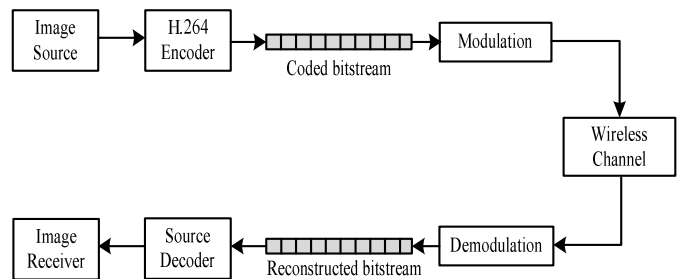 Image
Source
H.264
Encoder
Coded bitstream
Modulation
Wireless
Channel
Image
Receiver
Source
Decoder
Reconstructed bitstream
Demodulation